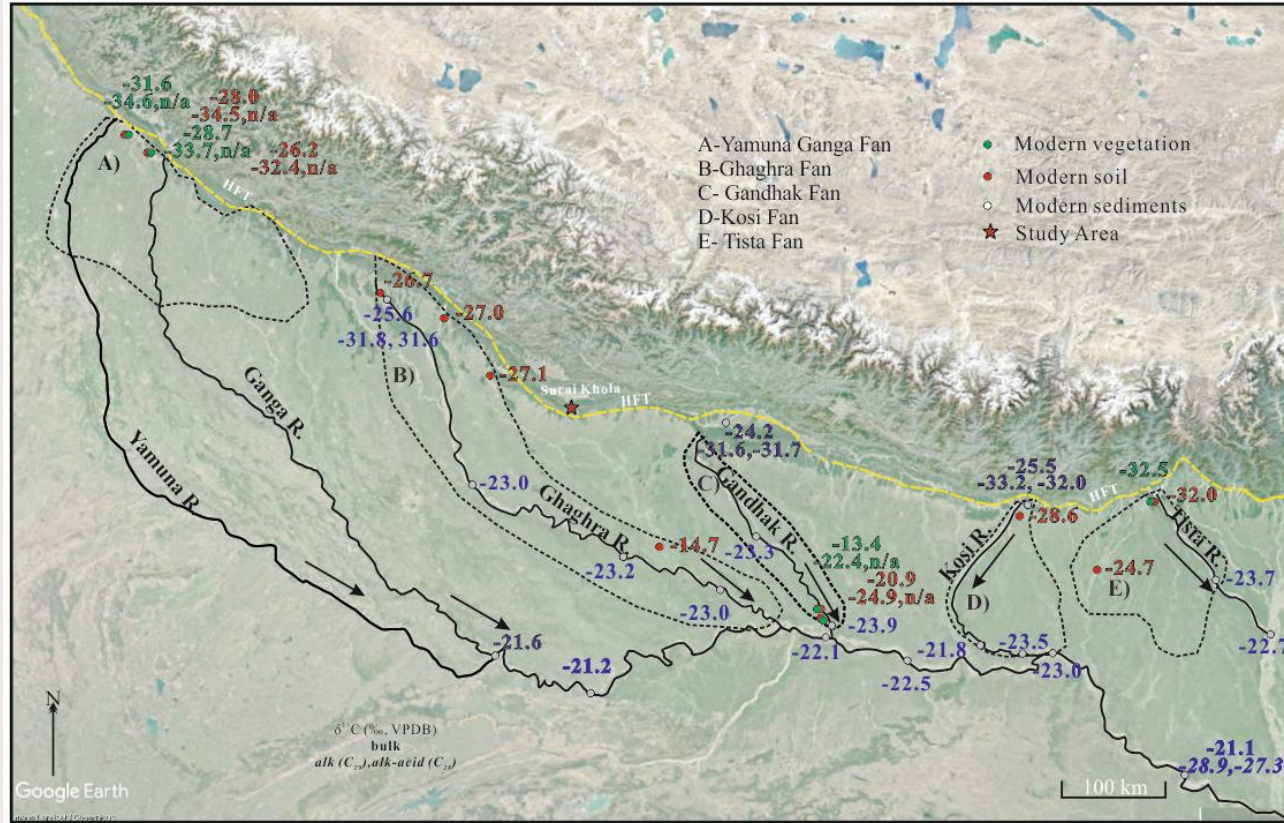 -31.6
-34.6,n/a
-28.0
-34.5,n/a
-28.7
-33.7,n/a
-26.2
-32.4,n/a
A)
HFT
A-Yamuna Ganga Fan
B-Ghaghra Fan
C- Gandhak Fan
D-Kosi Fan
E- Tista Fan
Modern vegetation
Modern soil
Modern sediments
Study Area
-26.7
-25.6
-31.8, 31.6
-27.0
B)
-27.1
Surai Khola
HFT
Ganga R.
Yamuna R
-24.2
-31.6,-31.7
C)
Gandhak R.
-25.5
-33.2, -32.0
-28.6
HFT
-32.5
-32.0
Tista R.
-23.0
Ghaghra R.
-14.7
-23.3
-13.4
-22.4,n/a
-20.9
-24.9,n/a
Kosi R.
D)
-24.7
E)
-23.7
-23.2
-23.0
-23.9
-22.1
-21.8
-22.5
-23.5
-23.0
-22.7
-21.6
-21.2
N
δ¹³C (‰, VPDB)
bulk
alk (C₂₉),alk-acid (C₂₈)
-21.1
-28.9,-27.3
100 km
Google Earth